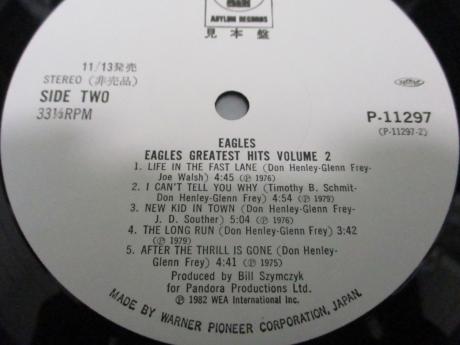 ASYLUM RECORDS
見本盤
11/13発売
STEREO (非売品)
SIDE TWO
33⅓RPM
P-11297
(P-11297-2)
EAGLES
EAGLES GREATEST HITS VOLUME 2
1. LIFE IN THE FAST LANE (Don Henley-Glenn Frey-
Joe Walsh) 4:45 (Ⓟ 1976)
2. I CAN'T TELL YOU WHY (Timothy B. Schmit-
Don Henley-Glenn Frey) 4:54 (Ⓟ 1979)
3. NEW KID IN TOWN (Don Henley-Glenn Frey-
J. D. Souther) 5:04 (Ⓟ 1976)
4. THE LONG RUN (Don Henley-Glenn Frey) 3:42
(Ⓟ 1979)
5. AFTER THE THRILL IS GONE (Don Henley-
Glenn Frey) 4:41 (Ⓟ 1975)
Produced by Bill Szymczyk
for Pandora Productions Ltd.
Ⓟ 1982 WEA International Inc.
MADE BY WARNER PIONEER CORPORATION, JAPAN.